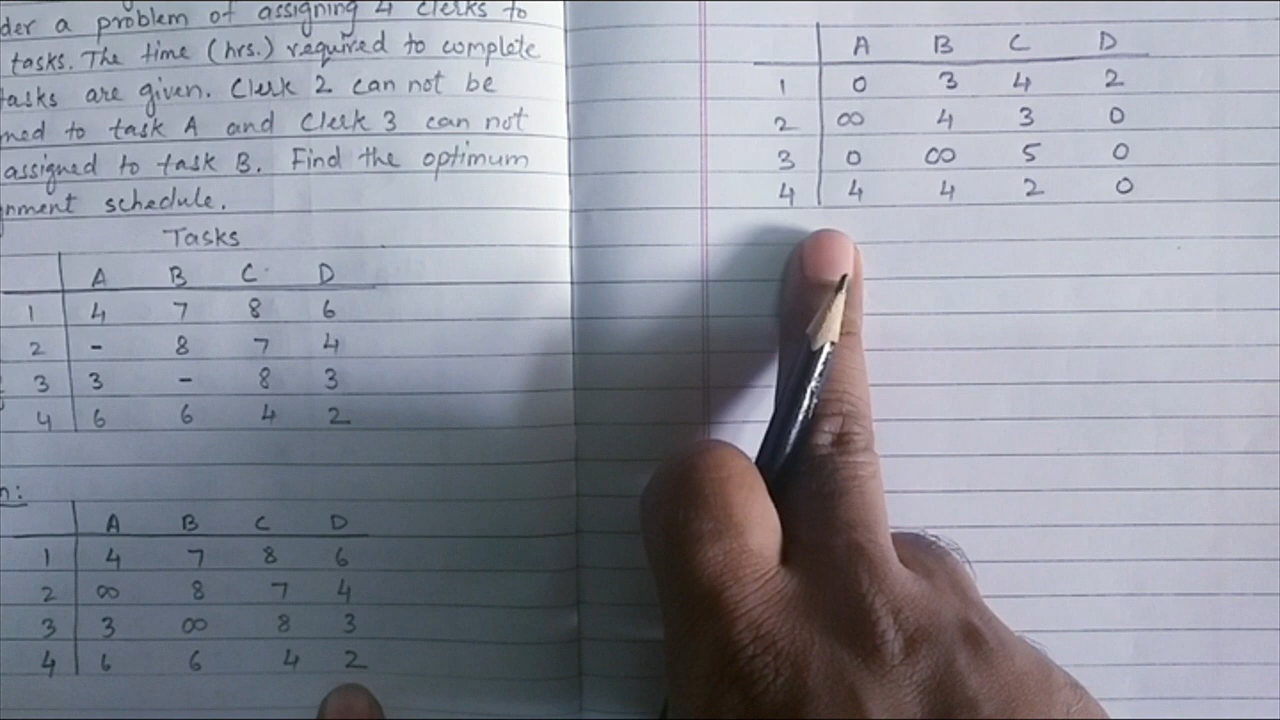 a problem of assigning 4 clerks to
tasks. The time (hrs.) required to complete
tasks are given. Clerk 2 can not be
to task A and Clerk 3 can not
assigned to task B. Find the optimum
schedule.
Tasks
A B C D
1 4 7 8 6
2 - 8 7 4
3 3 - 8 3
4 6 6 4 2
A B C D
1 4 7 8 6
2 ∞ 8 7 4
3 3 ∞ 8 3
4 6 6 4 2
A B C D
1 0 3 4 2
2 ∞ 4 3 0
3 0 ∞ 5 0
4 4 4 2 0